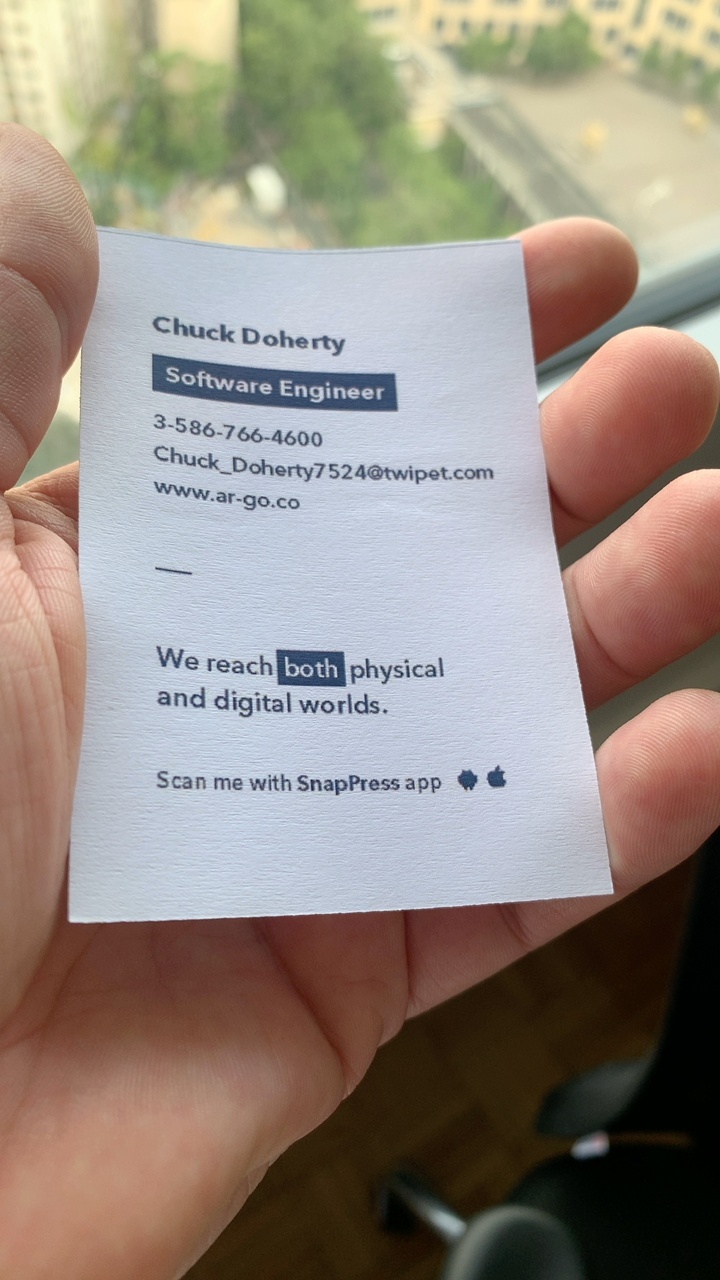 Chuck Doherty
Software Engineer
3-586-766-4600
Chuck_Doherty7524@twipet.com
www.ar-go.co
We reach both physical
and digital worlds.
Scan me with SnapPress app